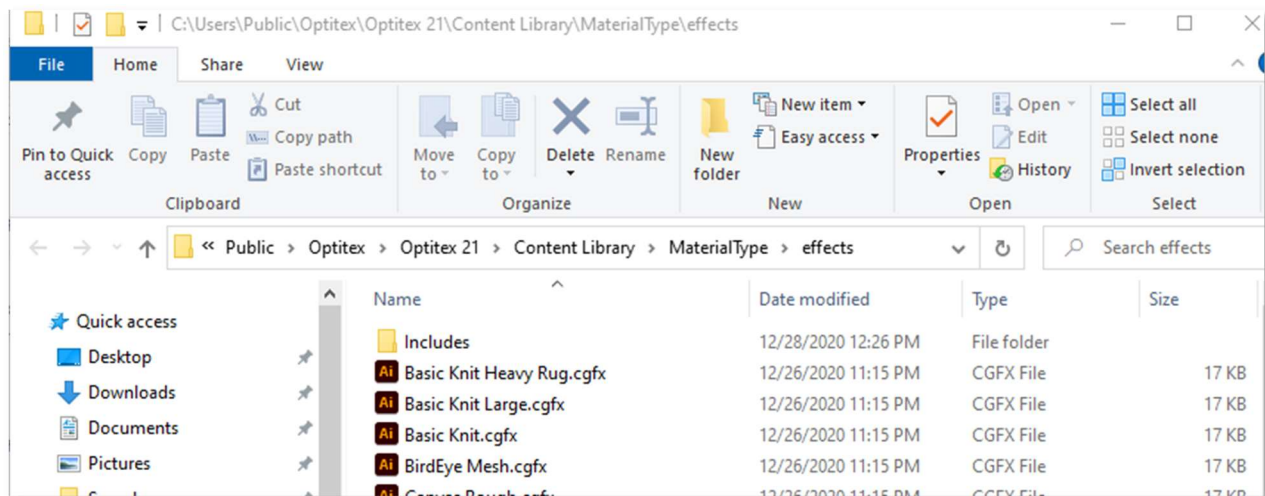 C:\Users\Public\Optitex\Optitex 21\Content Library\MaterialType\effects
File Home Share View
Pin to Quick access
Copy
Paste
Cut
Copy path
Paste shortcut
Clipboard
Move to
Copy to
Delete
Rename
Organize
New folder
New item
Easy access
New
Properties
Open
Edit
History
Open
Select all
Select none
Invert selection
Select
« Public > Optitex > Optitex 21 > Content Library > MaterialType > effects
Search effects
Quick access
Desktop
Downloads
Documents
Pictures
Name Date modified Type Size
Includes 12/28/2020 12:26 PM File folder
Ai Basic Knit Heavy Rug.cgfx 12/26/2020 11:15 PM CGFX File 17 KB
Ai Basic Knit Large.cgfx 12/26/2020 11:15 PM CGFX File 17 KB
Ai Basic Knit.cgfx 12/26/2020 11:15 PM CGFX File 17 KB
Ai BirdEye Mesh.cgfx 12/26/2020 11:15 PM CGFX File 17 KB